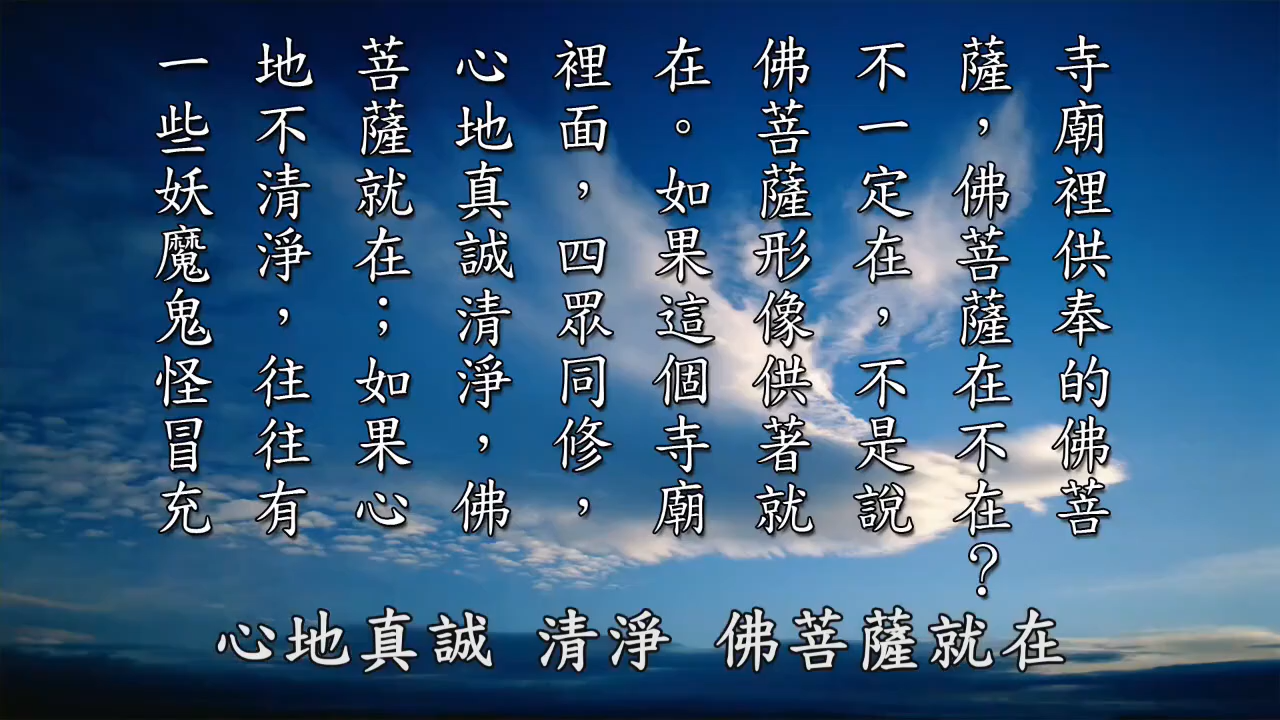 寺廟裡供奉的佛菩
薩，佛菩薩在不在？
不一定在，不是說
佛菩薩形像供著就
在。如果這個寺廟
裡面，四眾同修，
心地真誠清淨，佛
菩薩就在；如果心
地不清淨，往往有
一些妖魔鬼怪冒充
心地真誠 清淨 佛菩薩就在